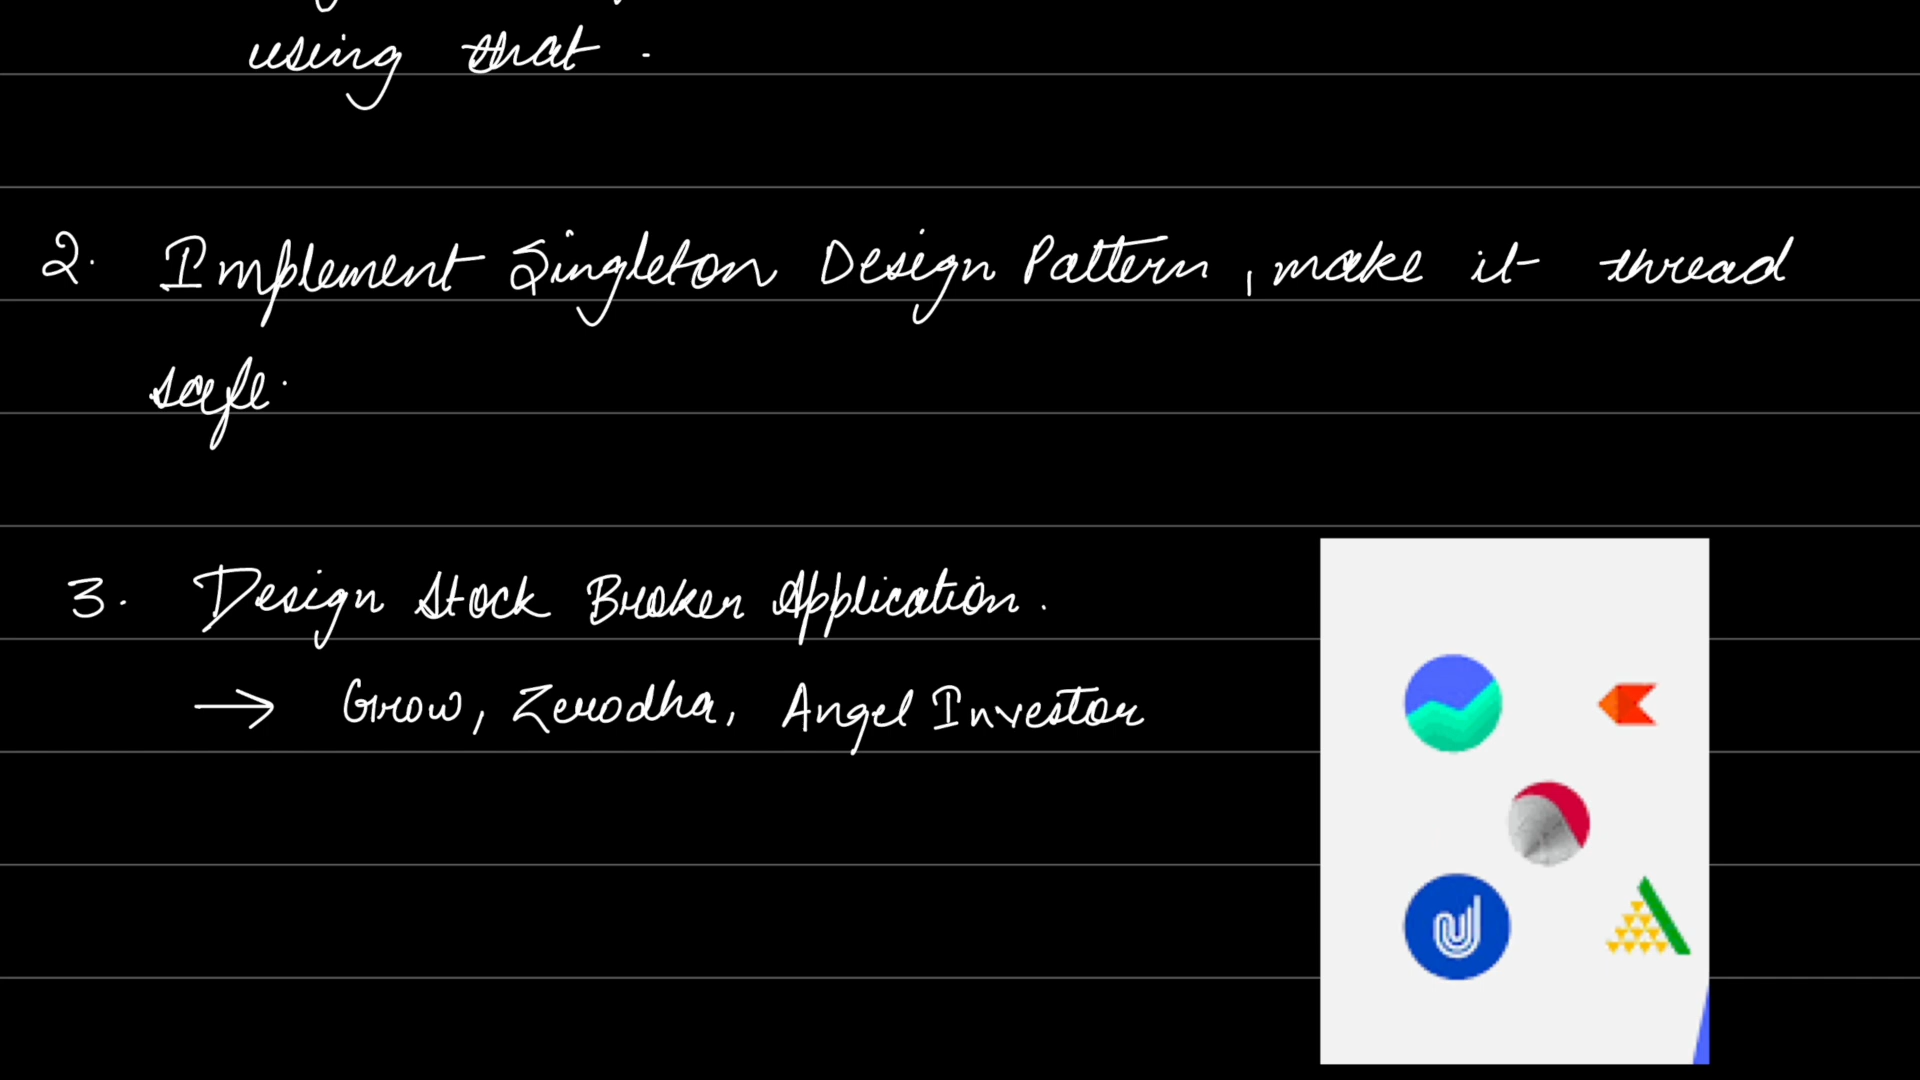 using that.
2. Implement Singleton Design Pattern, make it thread
safe.
3. Design Stock Broker Application.
→ Grow, Zerodha, Angel Investor